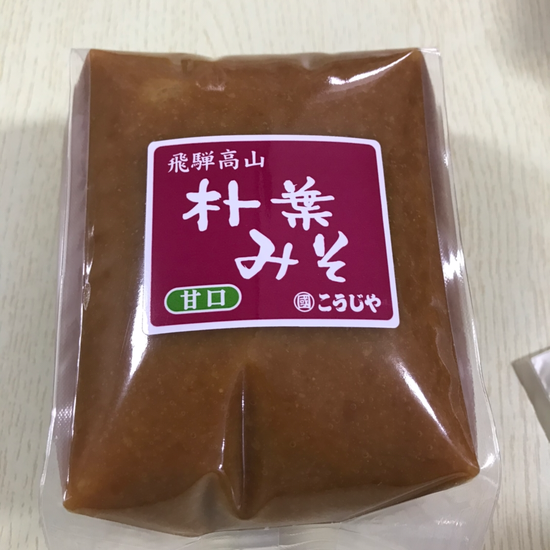 飛騨高山
朴葉
みそ
甘口
國こうじや